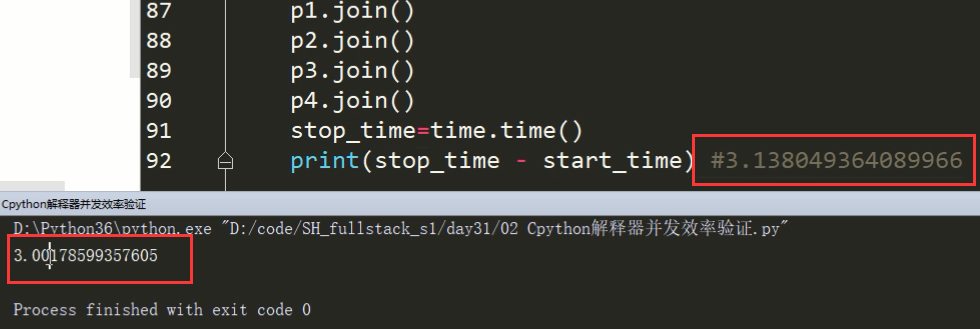 87 p1.join()
88 p2.join()
89 p3.join()
90 p4.join()
91 stop_time=time.time()
92 print(stop_time - start_time) #3.138049364089966
Cpython解释器并发效率验证
D:\Python36\python.exe "D:/code/SH_fullstack_s1/day31/02 Cpython解释器并发效率验证.py"
3.00178599357605
Process finished with exit code 0